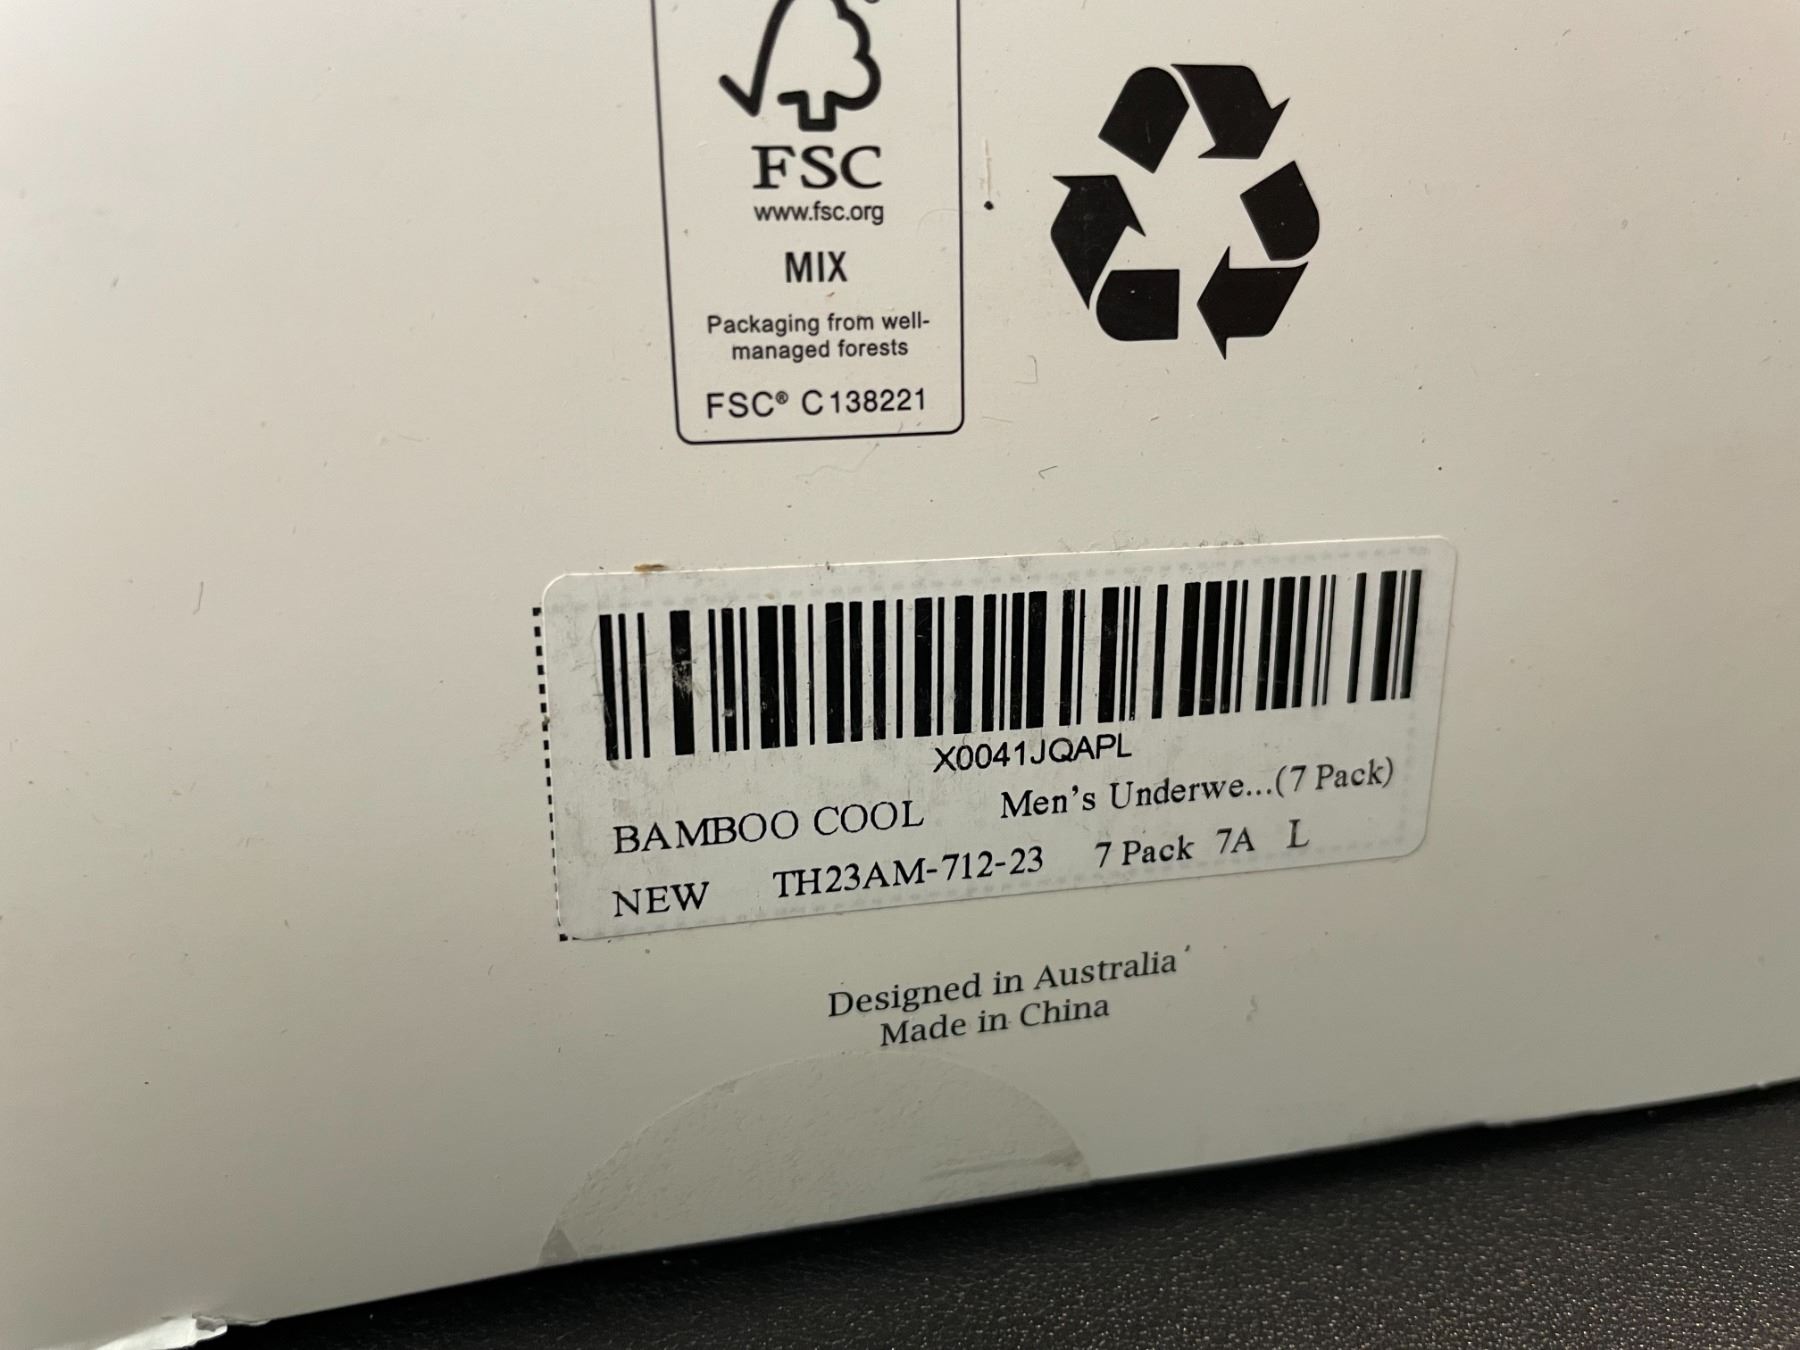 FSC
www.fsc.org
MIX
Packaging from well-
managed forests
FSC® C138221
X0041JQAPL
BAMBOO COOL Men's Underwe...(7 Pack)
NEW TH23AM-712-23 7 Pack 7A L
Designed in Australia
Made in China